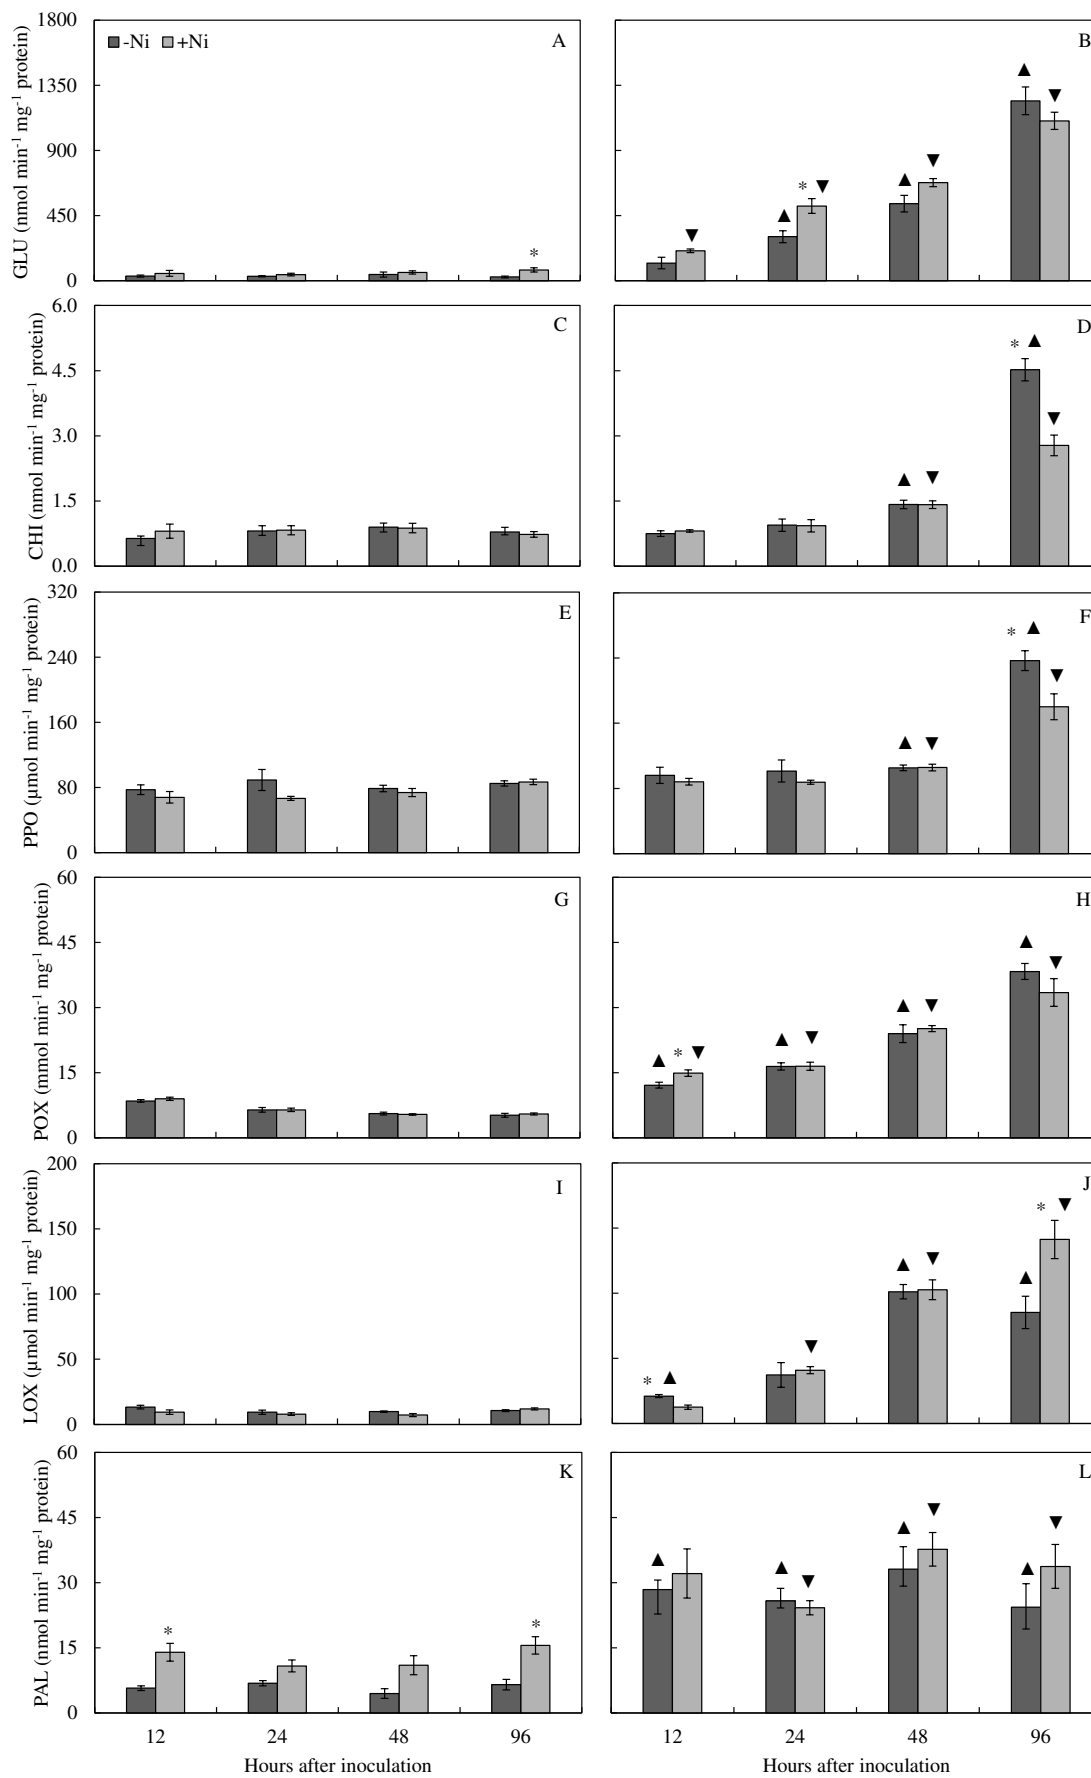 GLU (nmol min⁻¹ mg⁻¹ protein)
1800
1350
900
450
0
-Ni +Ni
A
*
B
* 
CHI (nmol min⁻¹ mg⁻¹ protein)
6.0
4.5
3.0
1.5
0.0
C
D
*
PPO (µmol min⁻¹ mg⁻¹ protein)
320
240
160
80
0
E
F
*
POX (mmol min⁻¹ mg⁻¹ protein)
60
45
30
15
0
G
H
*
LOX (µmol min⁻¹ mg⁻¹ protein)
200
150
100
50
0
I
J
*
*
PAL (nmol min⁻¹ mg⁻¹ protein)
60
45
30
15
0
K
*
*
L
12 24 48 96
Hours after inoculation
12 24 48 96
Hours after inoculation